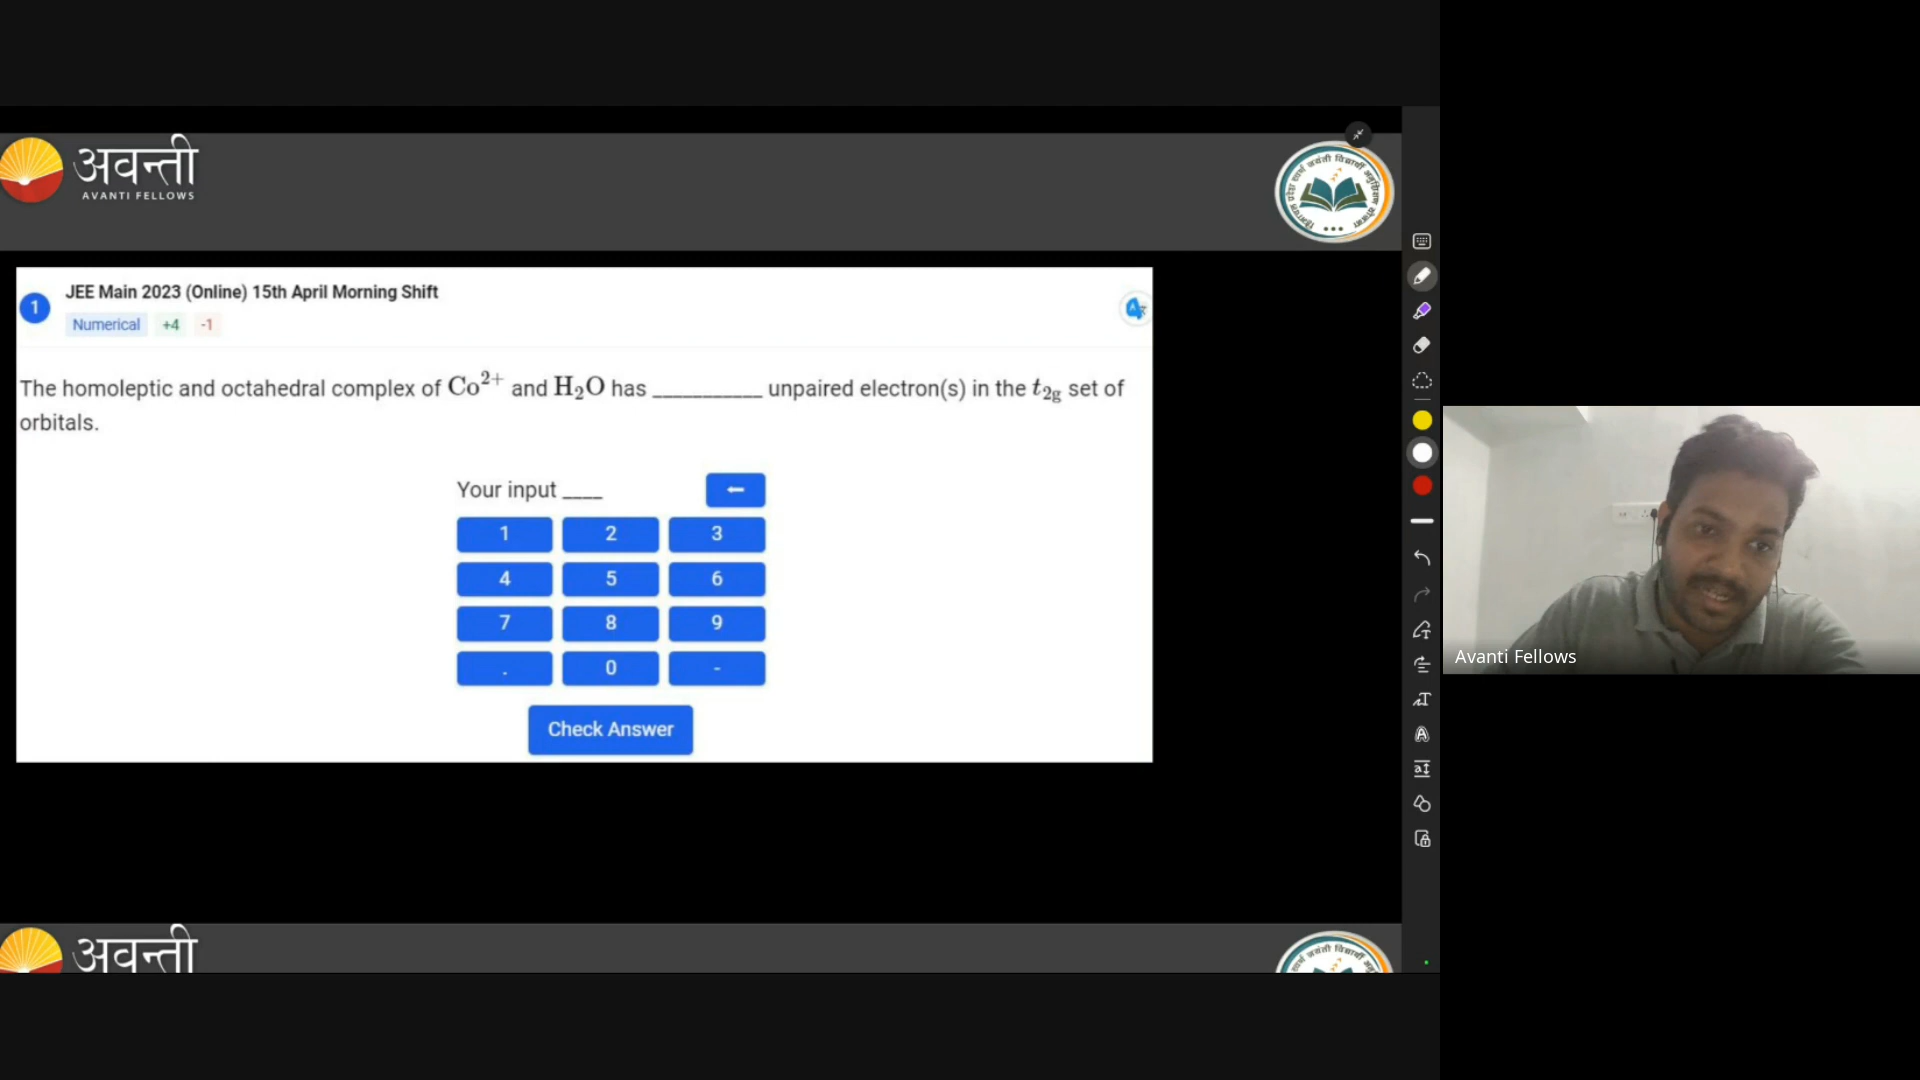 अवन्ती
AVANTI FELLOWS
1
JEE Main 2023 (Online) 15th April Morning Shift
Numerical +4 -1
The homoleptic and octahedral complex of Co²⁺ and H₂O has __________ unpaired electron(s) in the t₂g set of
orbitals.
Your input ____
1 2 3
4 5 6
7 8 9
. 0 -
Check Answer
Avanti Fellows
अवन्ती